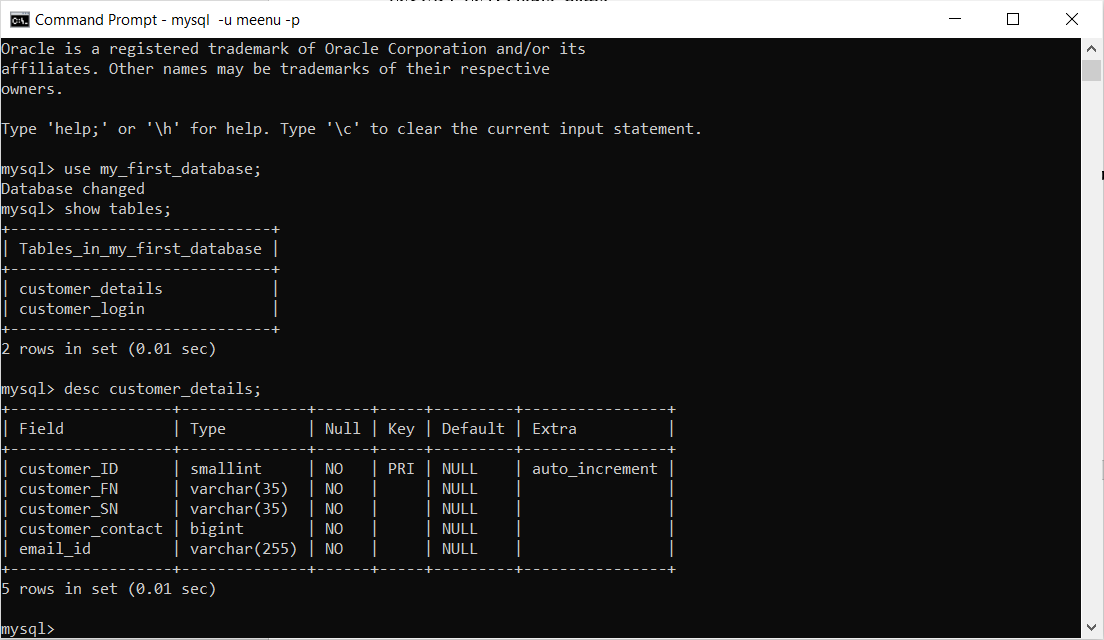 Command Prompt - mysql  -u meenu -p
Oracle is a registered trademark of Oracle Corporation and/or its
affiliates. Other names may be trademarks of their respective
owners.

Type 'help;' or '\h' for help. Type '\c' to clear the current input statement.

mysql> use my_first_database;
Database changed
mysql> show tables;
+-----------------------------+
| Tables_in_my_first_database |
+-----------------------------+
| customer_details            |
| customer_login              |
+-----------------------------+
2 rows in set (0.01 sec)

mysql> desc customer_details;
+------------------+--------------+------+-----+---------+----------------+
| Field            | Type         | Null | Key | Default | Extra          |
+------------------+--------------+------+-----+---------+----------------+
| customer_ID      | smallint     | NO   | PRI | NULL    | auto_increment |
| customer_FN      | varchar(35)  | NO   |     | NULL    |                |
| customer_SN      | varchar(35)  | NO   |     | NULL    |                |
| customer_contact | bigint       | NO   |     | NULL    |                |
| email_id         | varchar(255) | NO   |     | NULL    |                |
+------------------+--------------+------+-----+---------+----------------+
5 rows in set (0.01 sec)

mysql>